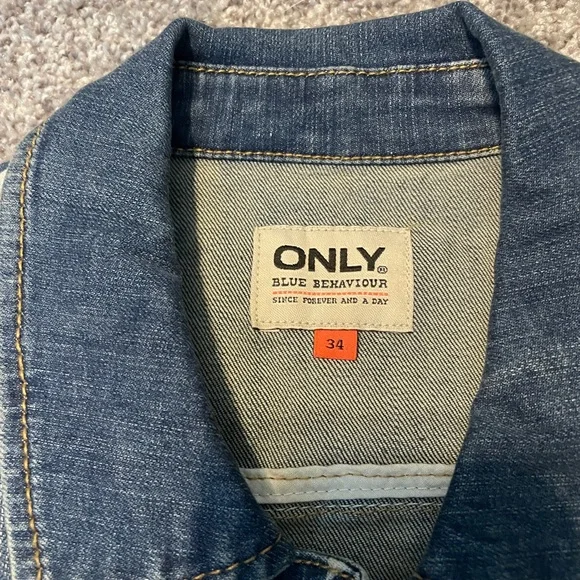 ONLY®
BLUE BEHAVIOUR
SINCE FOREVER AND A DAY
34